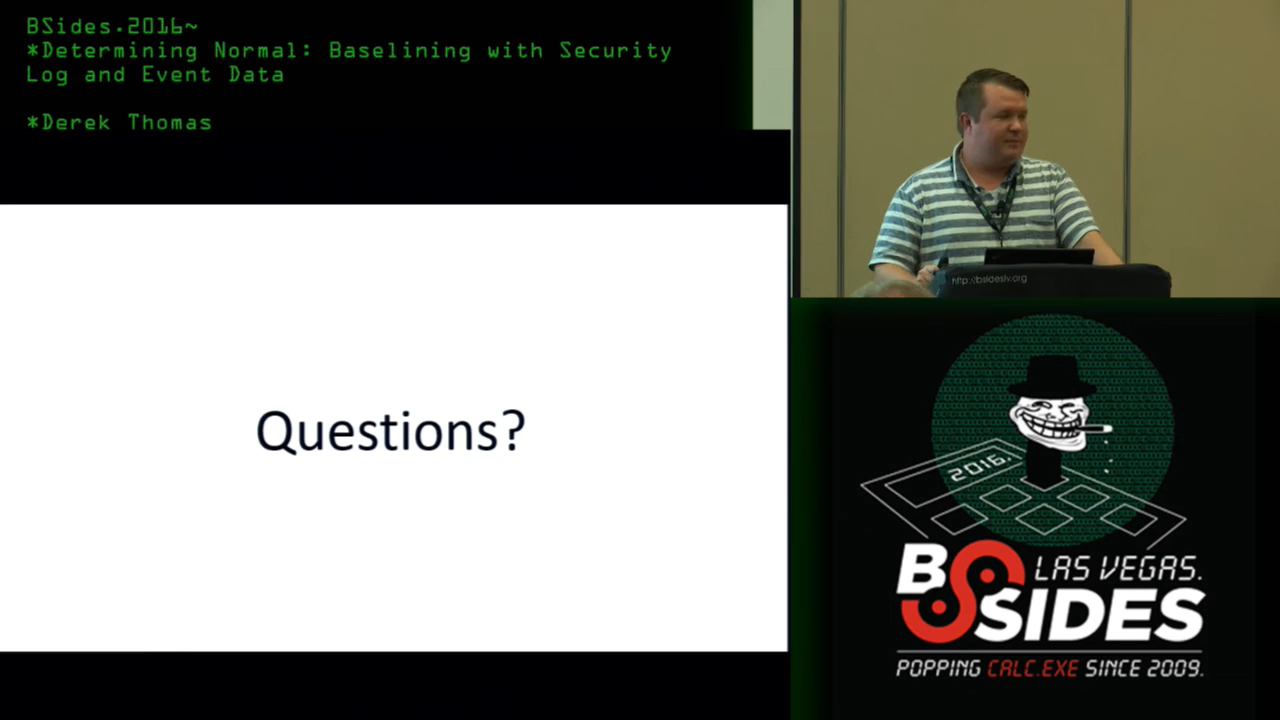 BSides.2016~
*Determining Normal: Baselining with Security
Log and Event Data
*Derek Thomas
http://bsideslv.org
Questions?
2016.
BSIDES LAS VEGAS.
POPPING CALC.EXE SINCE 2009.